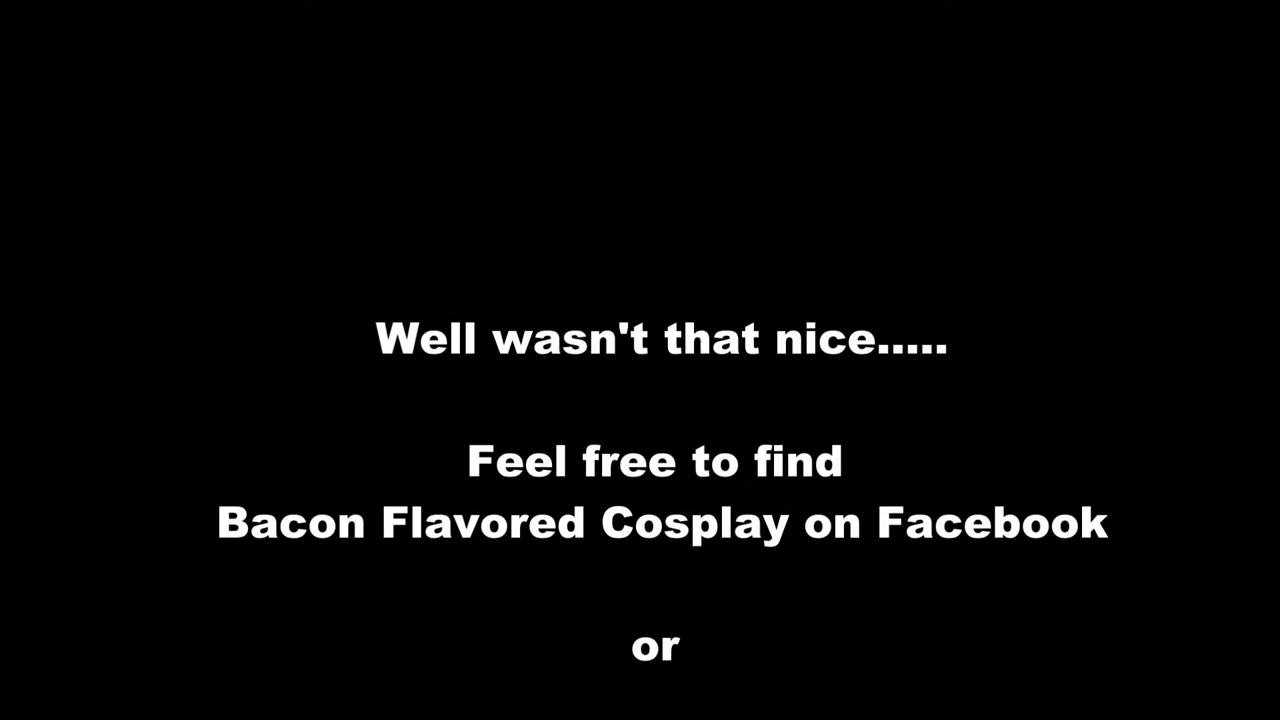 Well wasn't that nice.....
Feel free to find
Bacon Flavored Cosplay on Facebook
or